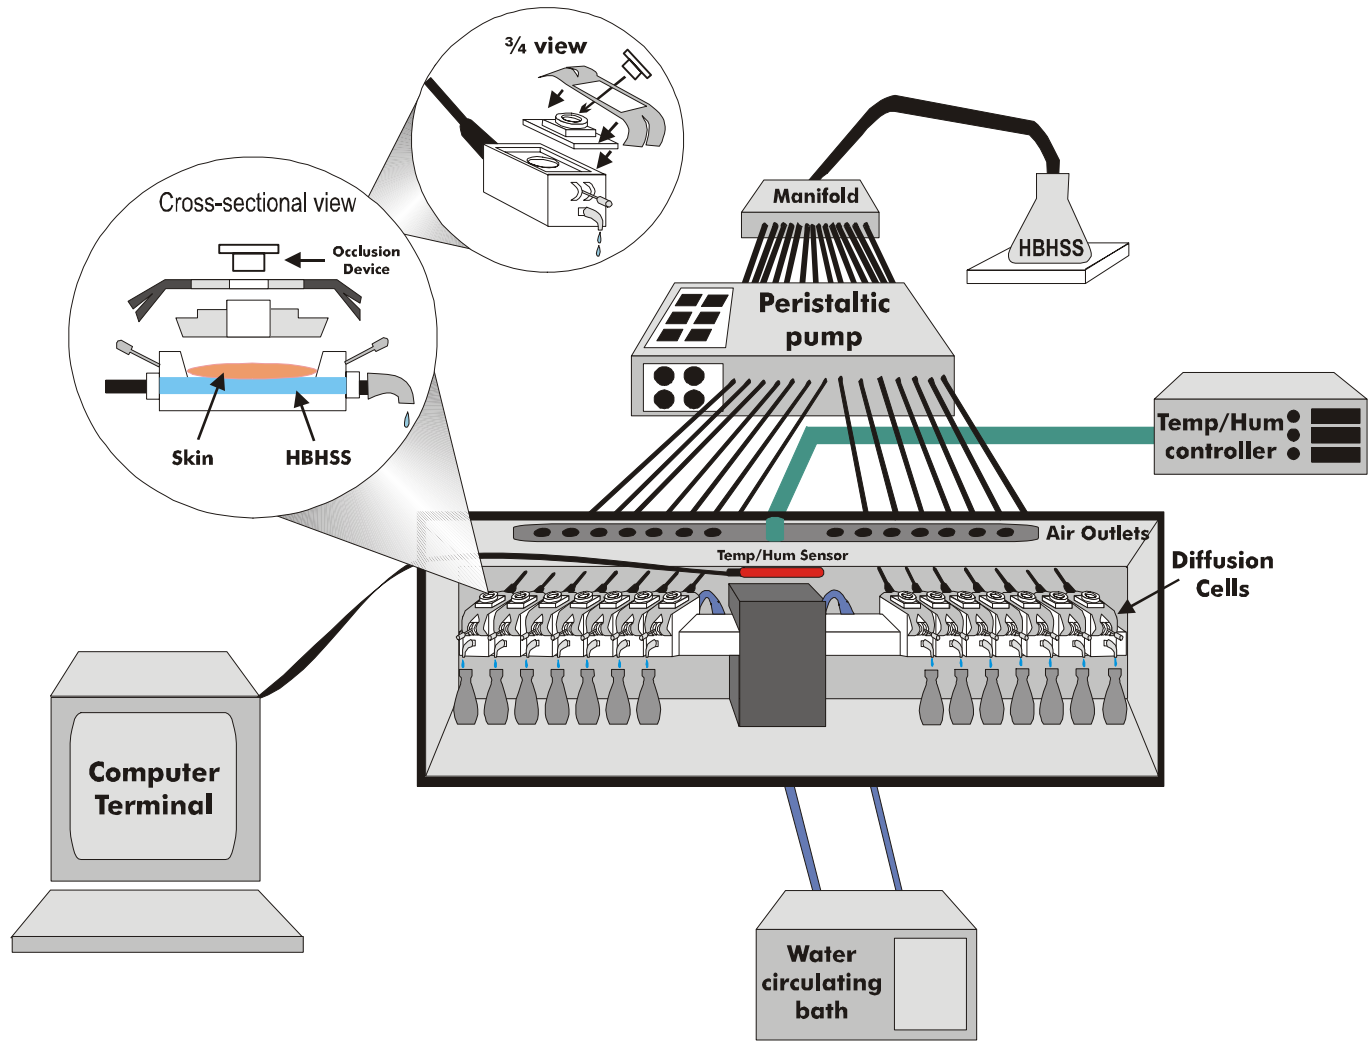 ¾ view
Cross-sectional view
Occlusion
Device
Skin
HBHSS
Manifold
HBHSS
Peristaltic
pump
Temp/Hum
controller
Air Outlets
Temp/Hum Sensor
Diffusion
Cells
Computer
Terminal
Water
circulating
bath